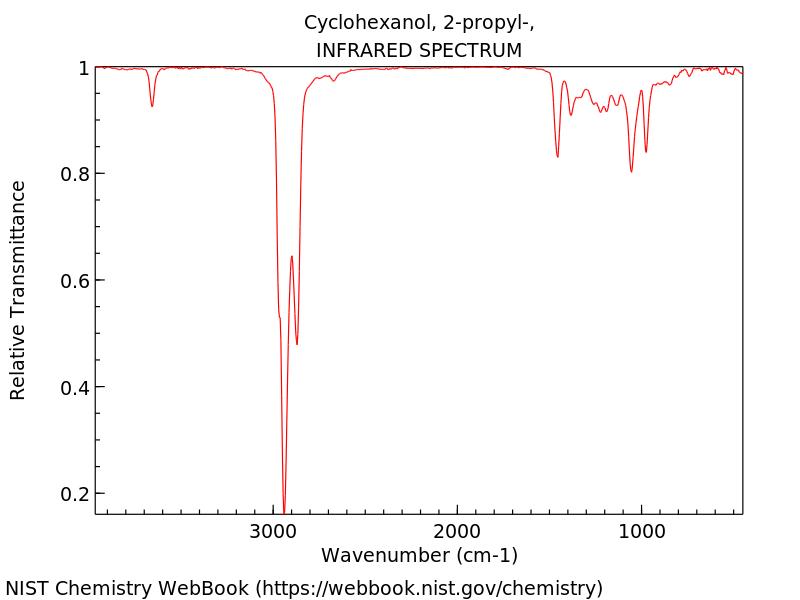 Cyclohexanol, 2-propyl-,
INFRARED SPECTRUM
1
0.8
0.6
0.4
0.2
Relative Transmittance
3000 2000 1000
Wavenumber (cm-1)
NIST Chemistry WebBook (https://webbook.nist.gov/chemistry)